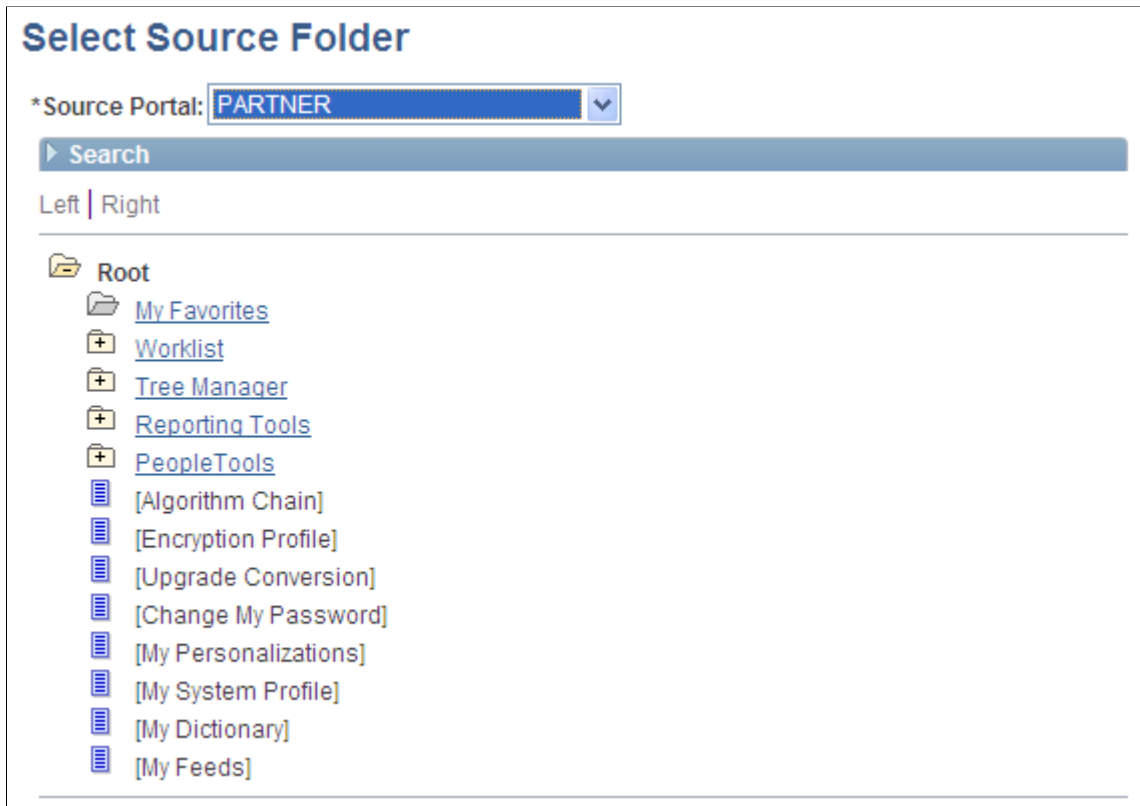 Select Source Folder
*Source Portal: PARTNER
Search
Left | Right
Root
My Favorites
Worklist
Tree Manager
Reporting Tools
PeopleTools
[Algorithm Chain]
[Encryption Profile]
[Upgrade Conversion]
[Change My Password]
[My Personalizations]
[My System Profile]
[My Dictionary]
[My Feeds]